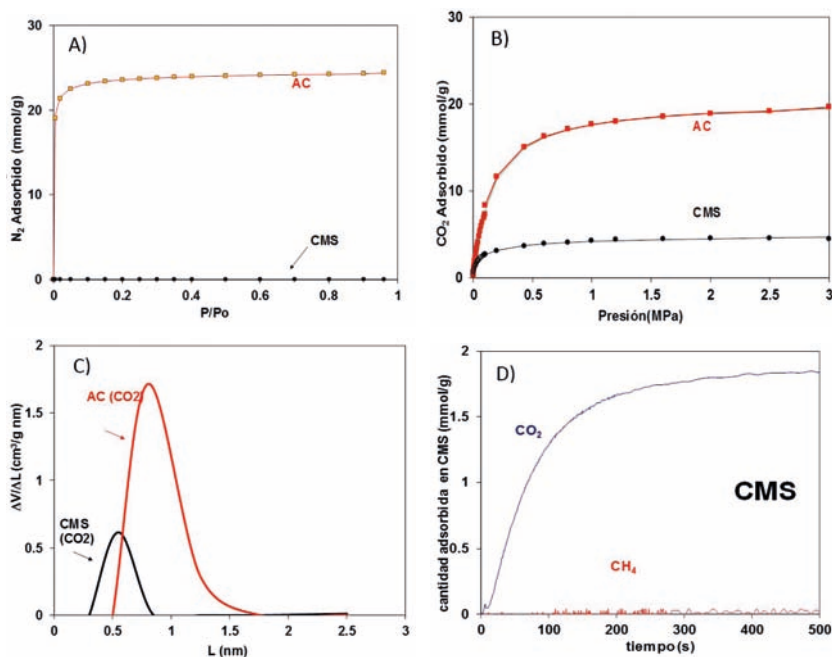 A)
30
20
10
0
N₂ Adsorbido (mmol/g)
AC
CMS
0 0.2 0.4 0.6 0.8 1
P/Po
B)
30
20
10
0
CO₂ Adsorbido (mmol/g)
AC
CMS
0 0.5 1 1.5 2 2.5 3
Presión(MPa)
C)
2
1.5
1
0.5
0
ΔV/ΔL (cm³/g nm)
AC (CO2)
CMS
(CO2)
0 0.5 1 1.5 2 2.5 3
L (nm)
D)
2
1.5
1
0.5
0
cantidad adsorbida en CMS (mmol/g)
CO₂
CMS
CH₄
0 100 200 300 400 500
tiempo (s)